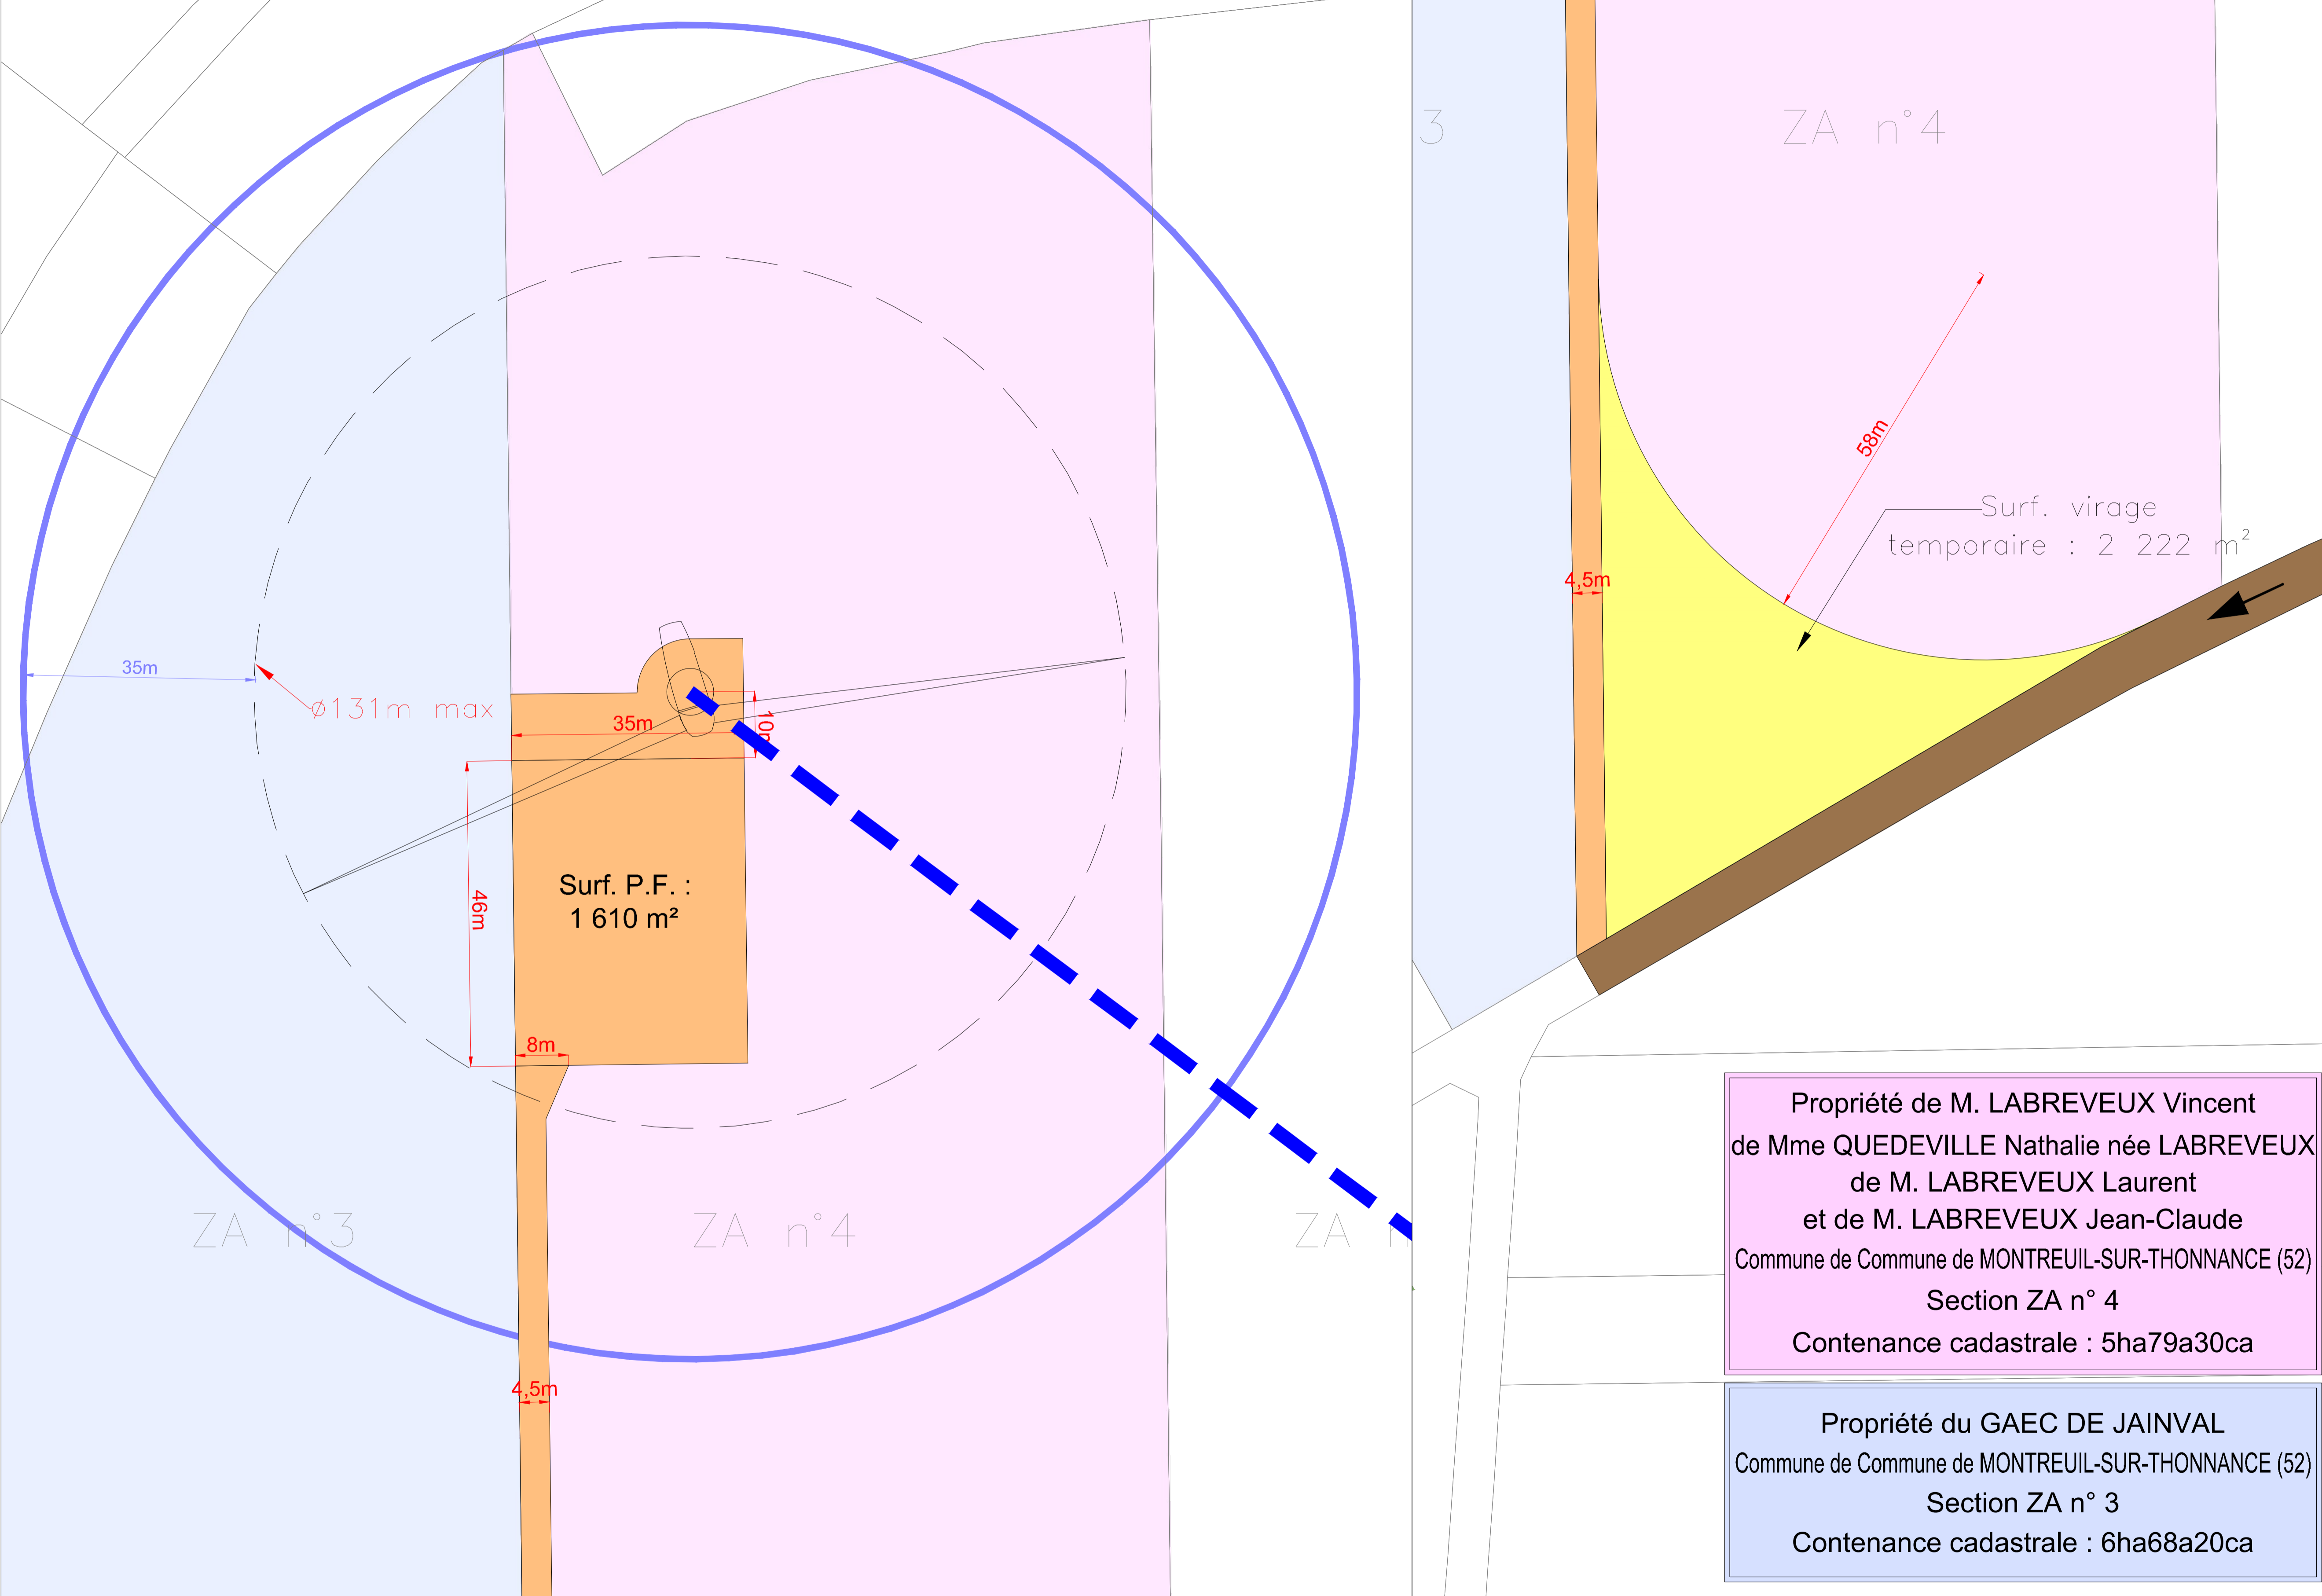 35m
ø131m max
35m
46m
Surf. P.F. :
1 610 m²
8m
ZA n°3
ZA n°4
ZA
4,5m
3
ZA n°4
58m
Surf. virage
temporaire : 2 222 m²
4,5m
Propriété de M. LABREVEUX Vincent
de Mme QUEDEVILLE Nathalie née LABREVEUX
de M. LABREVEUX Laurent
et de M. LABREVEUX Jean-Claude
Commune de Commune de MONTREUIL-SUR-THONNANCE (52)
Section ZA n° 4
Contenance cadastrale : 5ha79a30ca
Propriété du GAEC DE JAINVAL
Commune de Commune de MONTREUIL-SUR-THONNANCE (52)
Section ZA n° 3
Contenance cadastrale : 6ha68a20ca